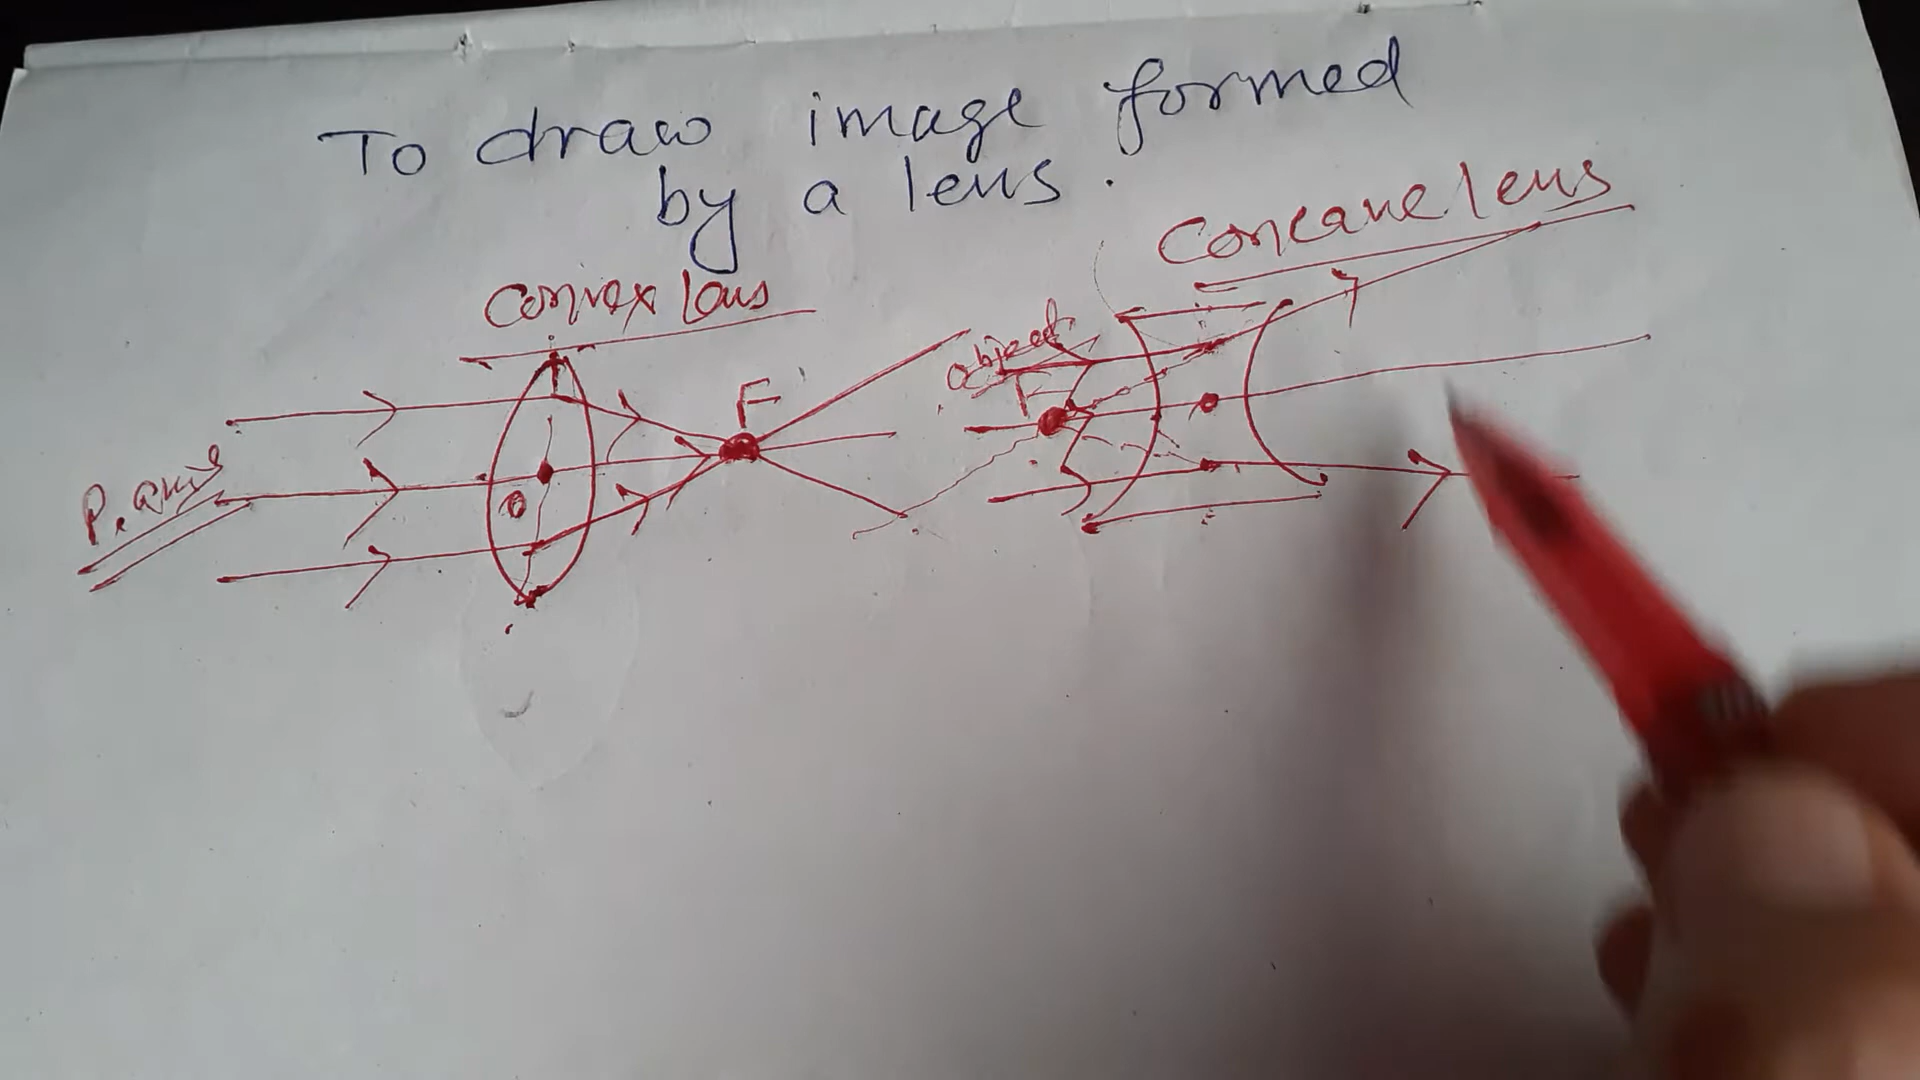 To draw image formed
by a lens.
Convex lens
Concave lens
object
F
F
P. axis
O